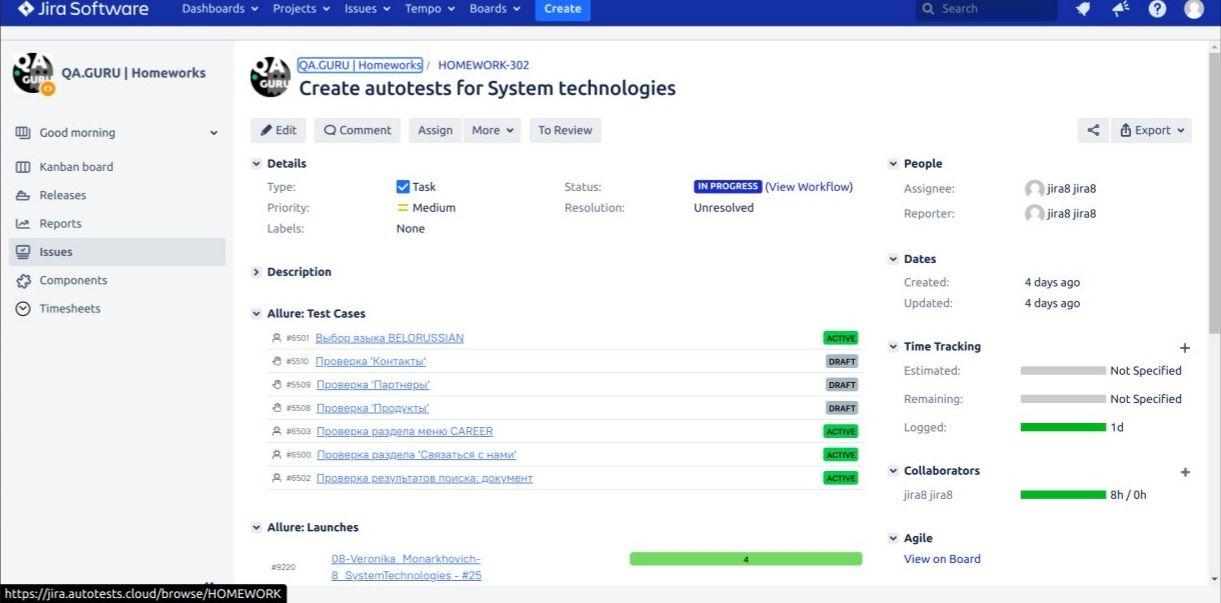 Jira Software Dashboards Projects Issues Tempo Boards Create Search
QA.GURU | Homeworks
Good morning
Kanban board
Releases
Reports
Issues
Components
Timesheets
QA.GURU | Homeworks / HOMEWORK-302
Create autotests for System technologies
Edit Comment Assign More To Review Export
Details
Type: Task Status: IN PROGRESS (View Workflow)
Priority: Medium Resolution: Unresolved
Labels: None
Description
Allure: Test Cases
#6501 Выбор языка BELORUSSIAN ACTIVE
#5510 Проверка 'Контакты' DRAFT
#5509 Проверка 'Партнеры' DRAFT
#5508 Проверка 'Продукты' DRAFT
#6503 Проверка раздела меню CAREER ACTIVE
#6500 Проверка раздела 'Связаться с нами' ACTIVE
#6502 Проверка результатов поиска: документ ACTIVE
Allure: Launches
#9220 08-Veronika_Monarkhovich-
8_SystemTechnologies - #25 4
People
Assignee: jira8 jira8
Reporter: jira8 jira8
Dates
Created: 4 days ago
Updated: 4 days ago
Time Tracking
Estimated: Not Specified
Remaining: Not Specified
Logged: 1d
Collaborators
jira8 jira8 8h / 0h
Agile
View on Board
https://jira.autotests.cloud/browse/HOMEWORK